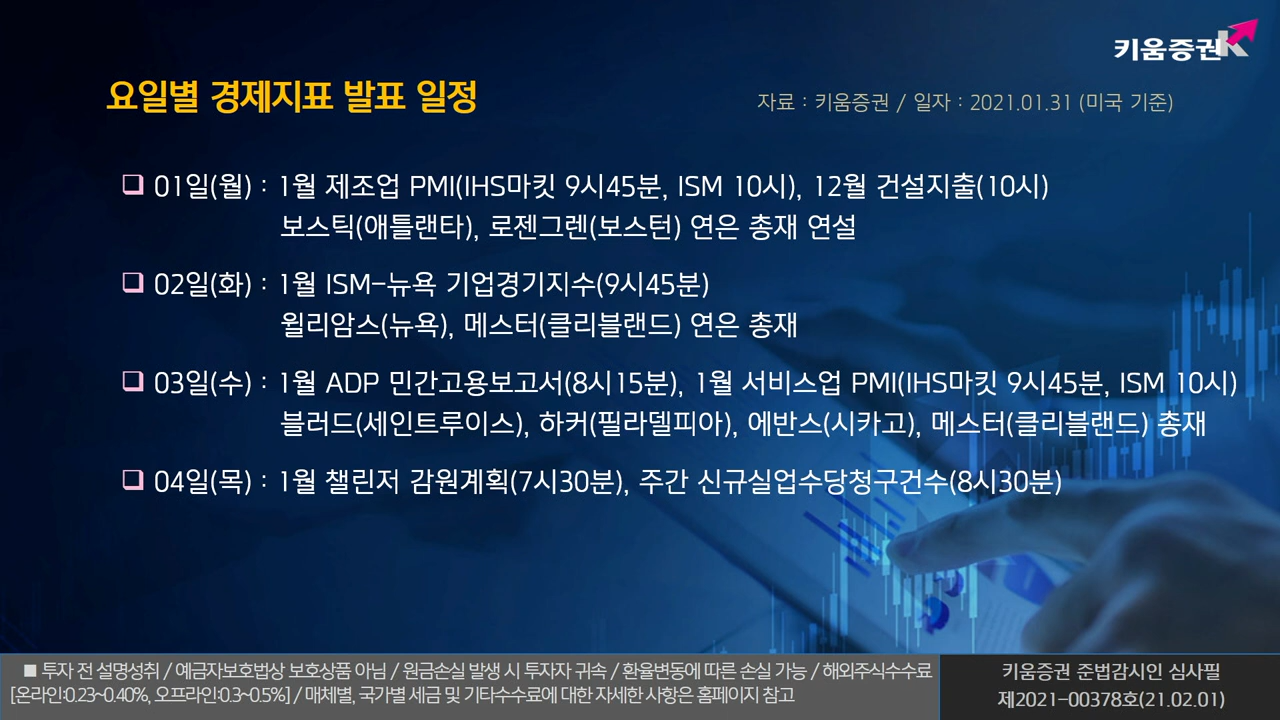 키움증권
요일별 경제지표 발표 일정
자료 : 키움증권 / 일자 : 2021.01.31 (미국 기준)
❑ 01일(월) : 1월 제조업 PMI(IHS마킷 9시45분, ISM 10시), 12월 건설지출(10시)
보스틱(애틀랜타), 로젠그렌(보스턴) 연은 총재 연설
❑ 02일(화) : 1월 ISM-뉴욕 기업경기지수(9시45분)
윌리암스(뉴욕), 메스터(클리블랜드) 연은 총재
❑ 03일(수) : 1월 ADP 민간고용보고서(8시15분), 1월 서비스업 PMI(IHS마킷 9시45분, ISM 10시)
블러드(세인트루이스), 하커(필라델피아), 에반스(시카고), 메스터(클리블랜드) 총재
❑ 04일(목) : 1월 챌린저 감원계획(7시30분), 주간 신규실업수당청구건수(8시30분)
■ 투자 전 설명성취 / 예금자보호법상 보호상품 아님 / 원금손실 발생 시 투자자 귀속 / 환율변동에 따른 손실 가능 / 해외주식수수료
[온라인:0.23~0.40%, 오프라인:0.3~0.5%] / 매체별, 국가별 세금 및 기타수수료에 대한 자세한 사항은 홈페이지 참고
키움증권 준법감시인 심사필
제2021-00378호(21.02.01)